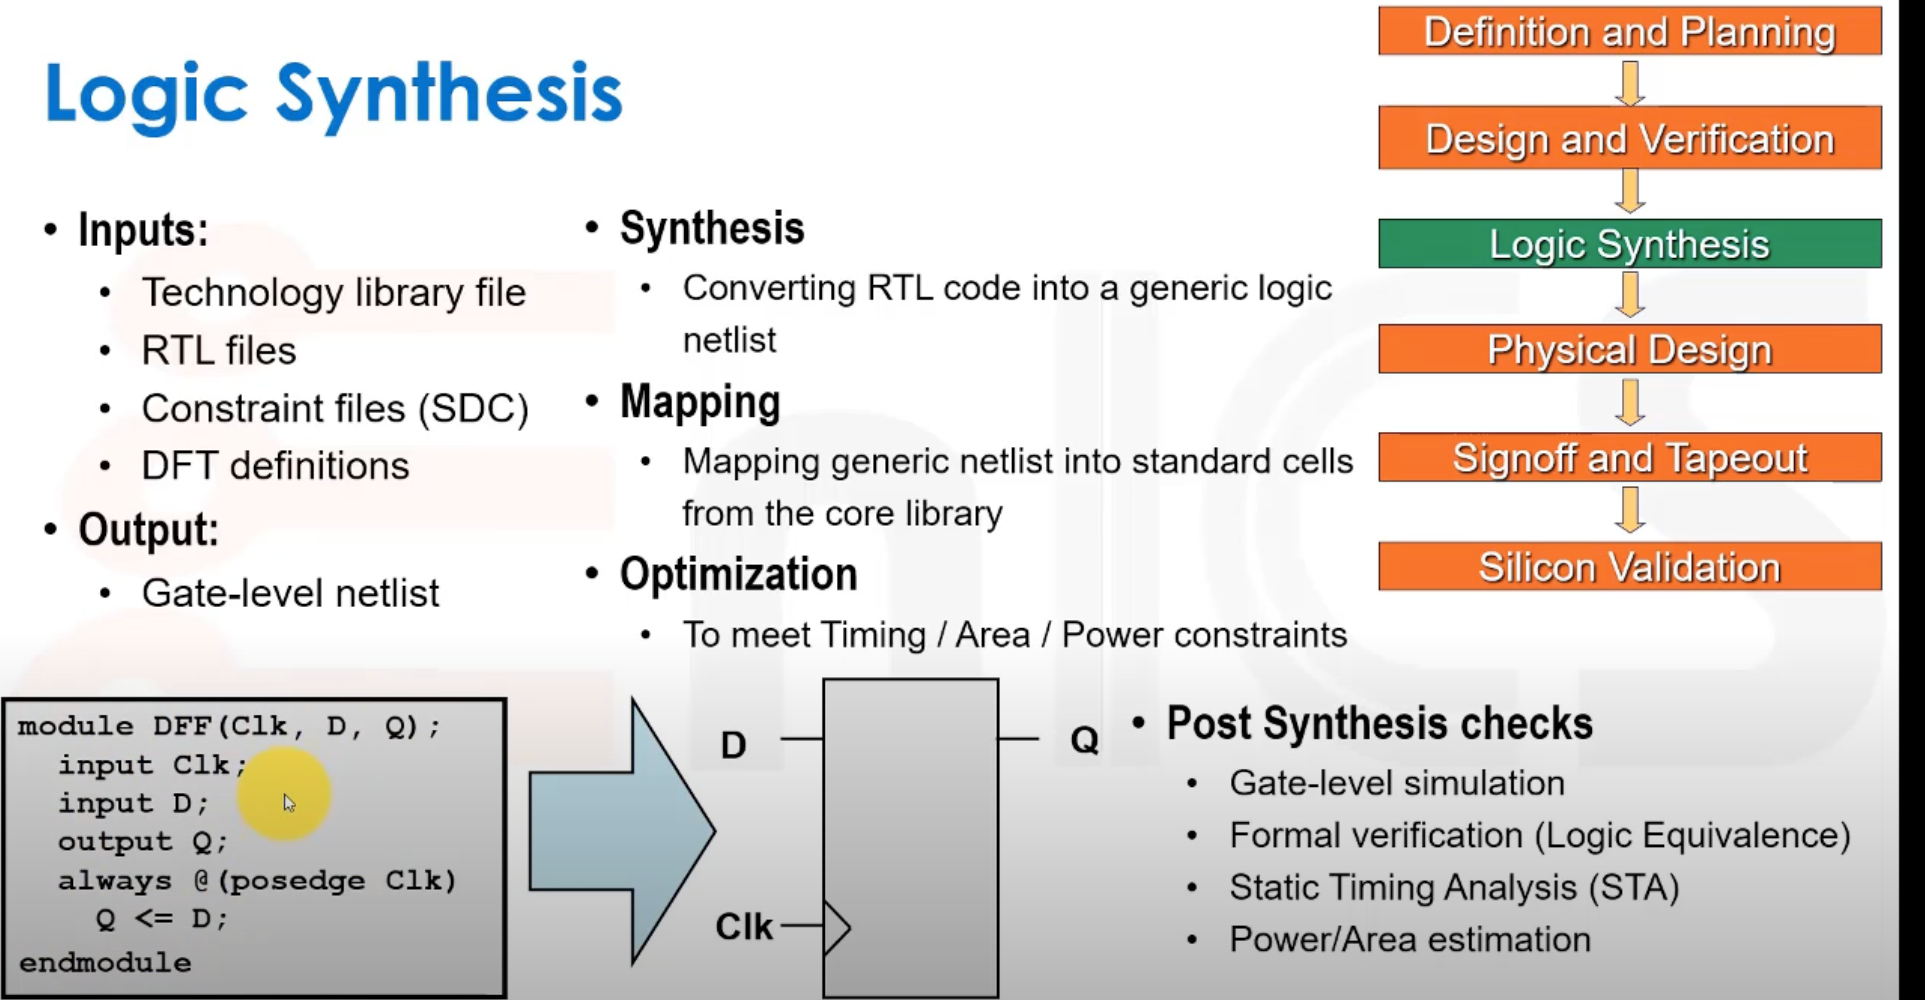 Logic Synthesis
• Inputs:
• Technology library file
• RTL files
• Constraint files (SDC)
• DFT definitions
• Output:
• Gate-level netlist
• Synthesis
• Converting RTL code into a generic logic
netlist
• Mapping
• Mapping generic netlist into standard cells
from the core library
• Optimization
• To meet Timing / Area / Power constraints
Definition and Planning
Design and Verification
Logic Synthesis
Physical Design
Signoff and Tapeout
Silicon Validation
module DFF(Clk, D, Q);
input Clk;
input D;
output Q;
always @(posedge Clk)
Q <= D;
endmodule
D
Q
Clk
• Post Synthesis checks
• Gate-level simulation
• Formal verification (Logic Equivalence)
• Static Timing Analysis (STA)
• Power/Area estimation
EnICS